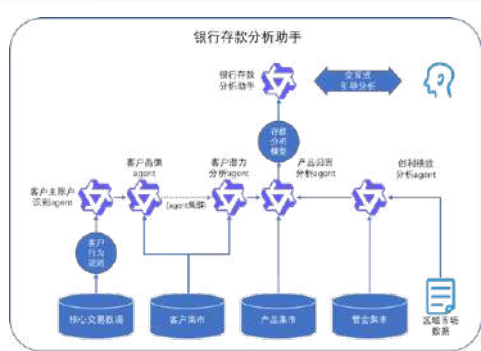 银行存款分析助手
银行存款
分析助手
交互式
引导分析
存款
分析
模型
客户画像
agent
客户潜力
分析agent
产品归因
分析agent
创利绩效
分析agent
客户主账户
识别agent
(agent集群)
客户
行为
规则
核心交易数据
客户集市
产品集市
管会集市
区域市场
数据